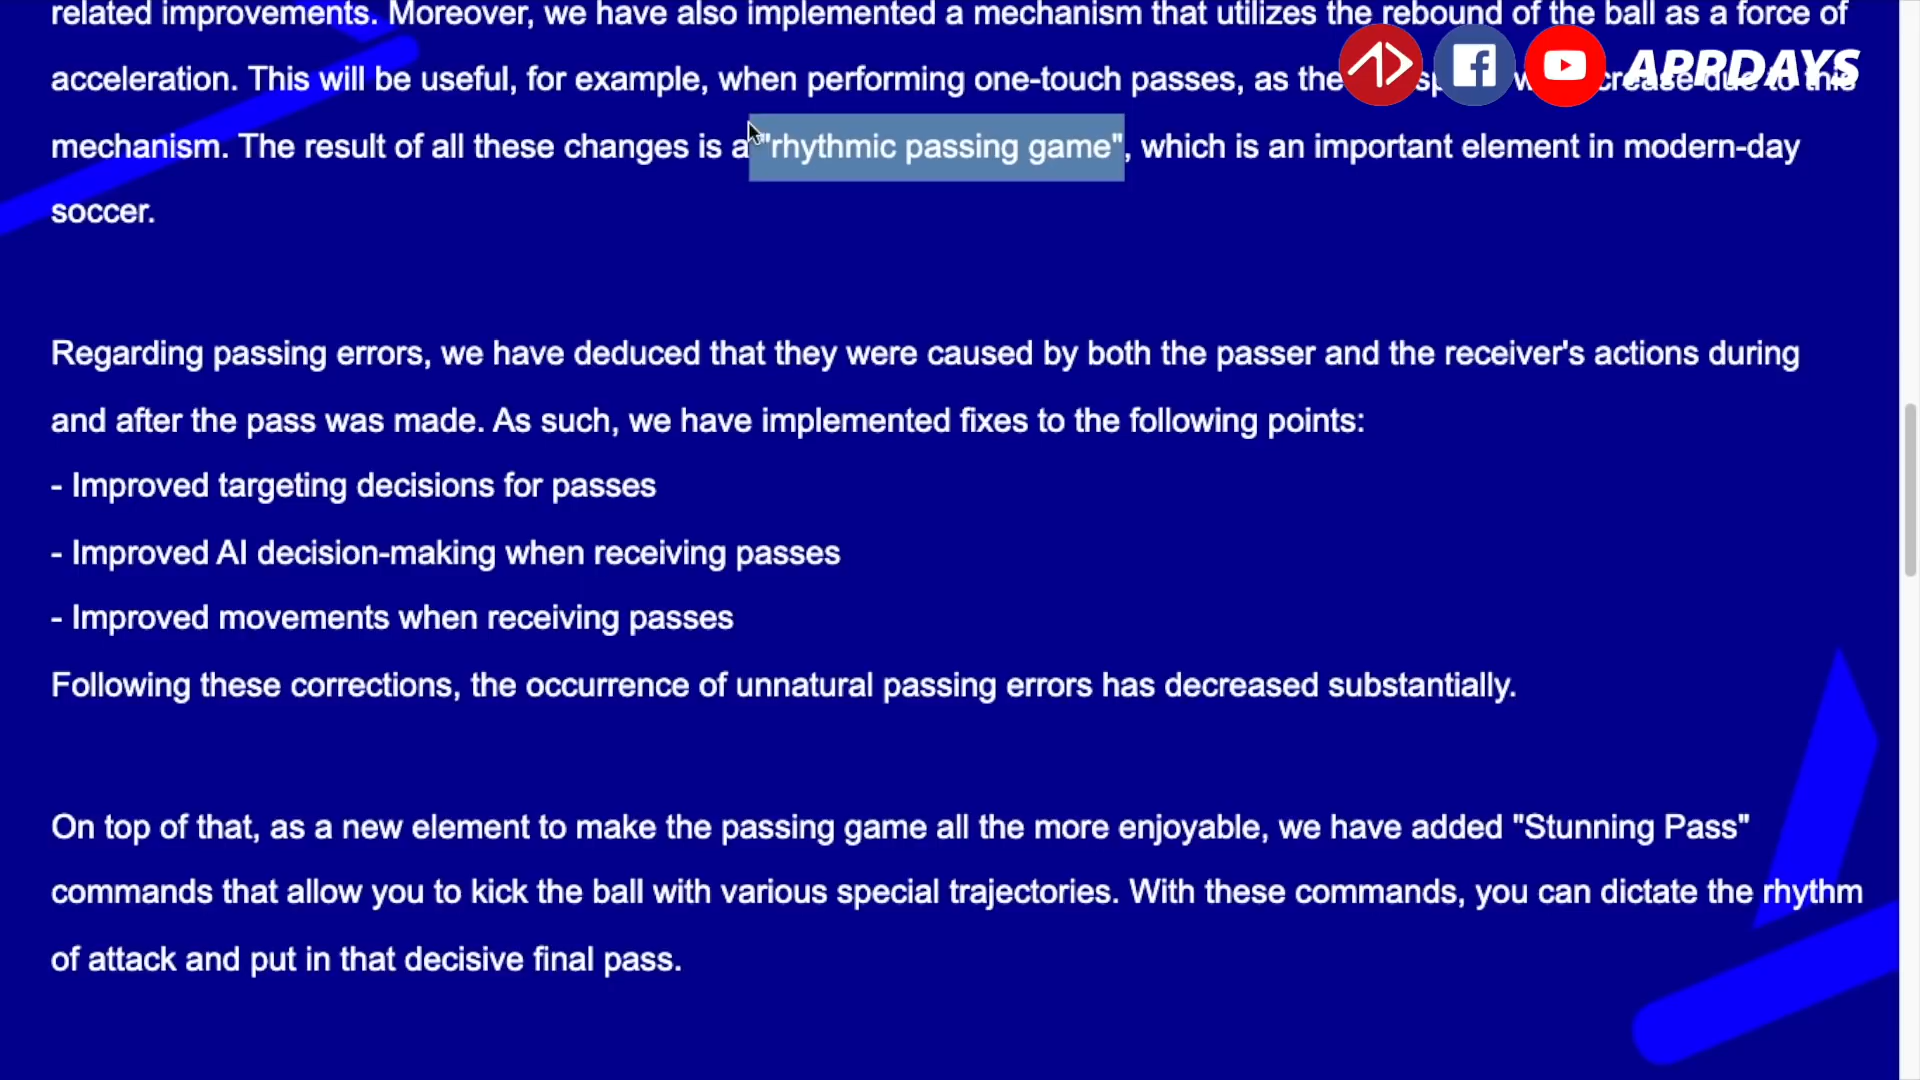 related improvements. Moreover, we have also implemented a mechanism that utilizes the rebound of the ball as a force of
acceleration. This will be useful, for example, when performing one-touch passes, as the due to this
APPDAYS
mechanism. The result of all these changes is a "rhythmic passing game", which is an important element in modern-day
soccer.
Regarding passing errors, we have deduced that they were caused by both the passer and the receiver's actions during
and after the pass was made. As such, we have implemented fixes to the following points:
- Improved targeting decisions for passes
- Improved AI decision-making when receiving passes
- Improved movements when receiving passes
Following these corrections, the occurrence of unnatural passing errors has decreased substantially.
On top of that, as a new element to make the passing game all the more enjoyable, we have added "Stunning Pass"
commands that allow you to kick the ball with various special trajectories. With these commands, you can dictate the rhythm
of attack and put in that decisive final pass.